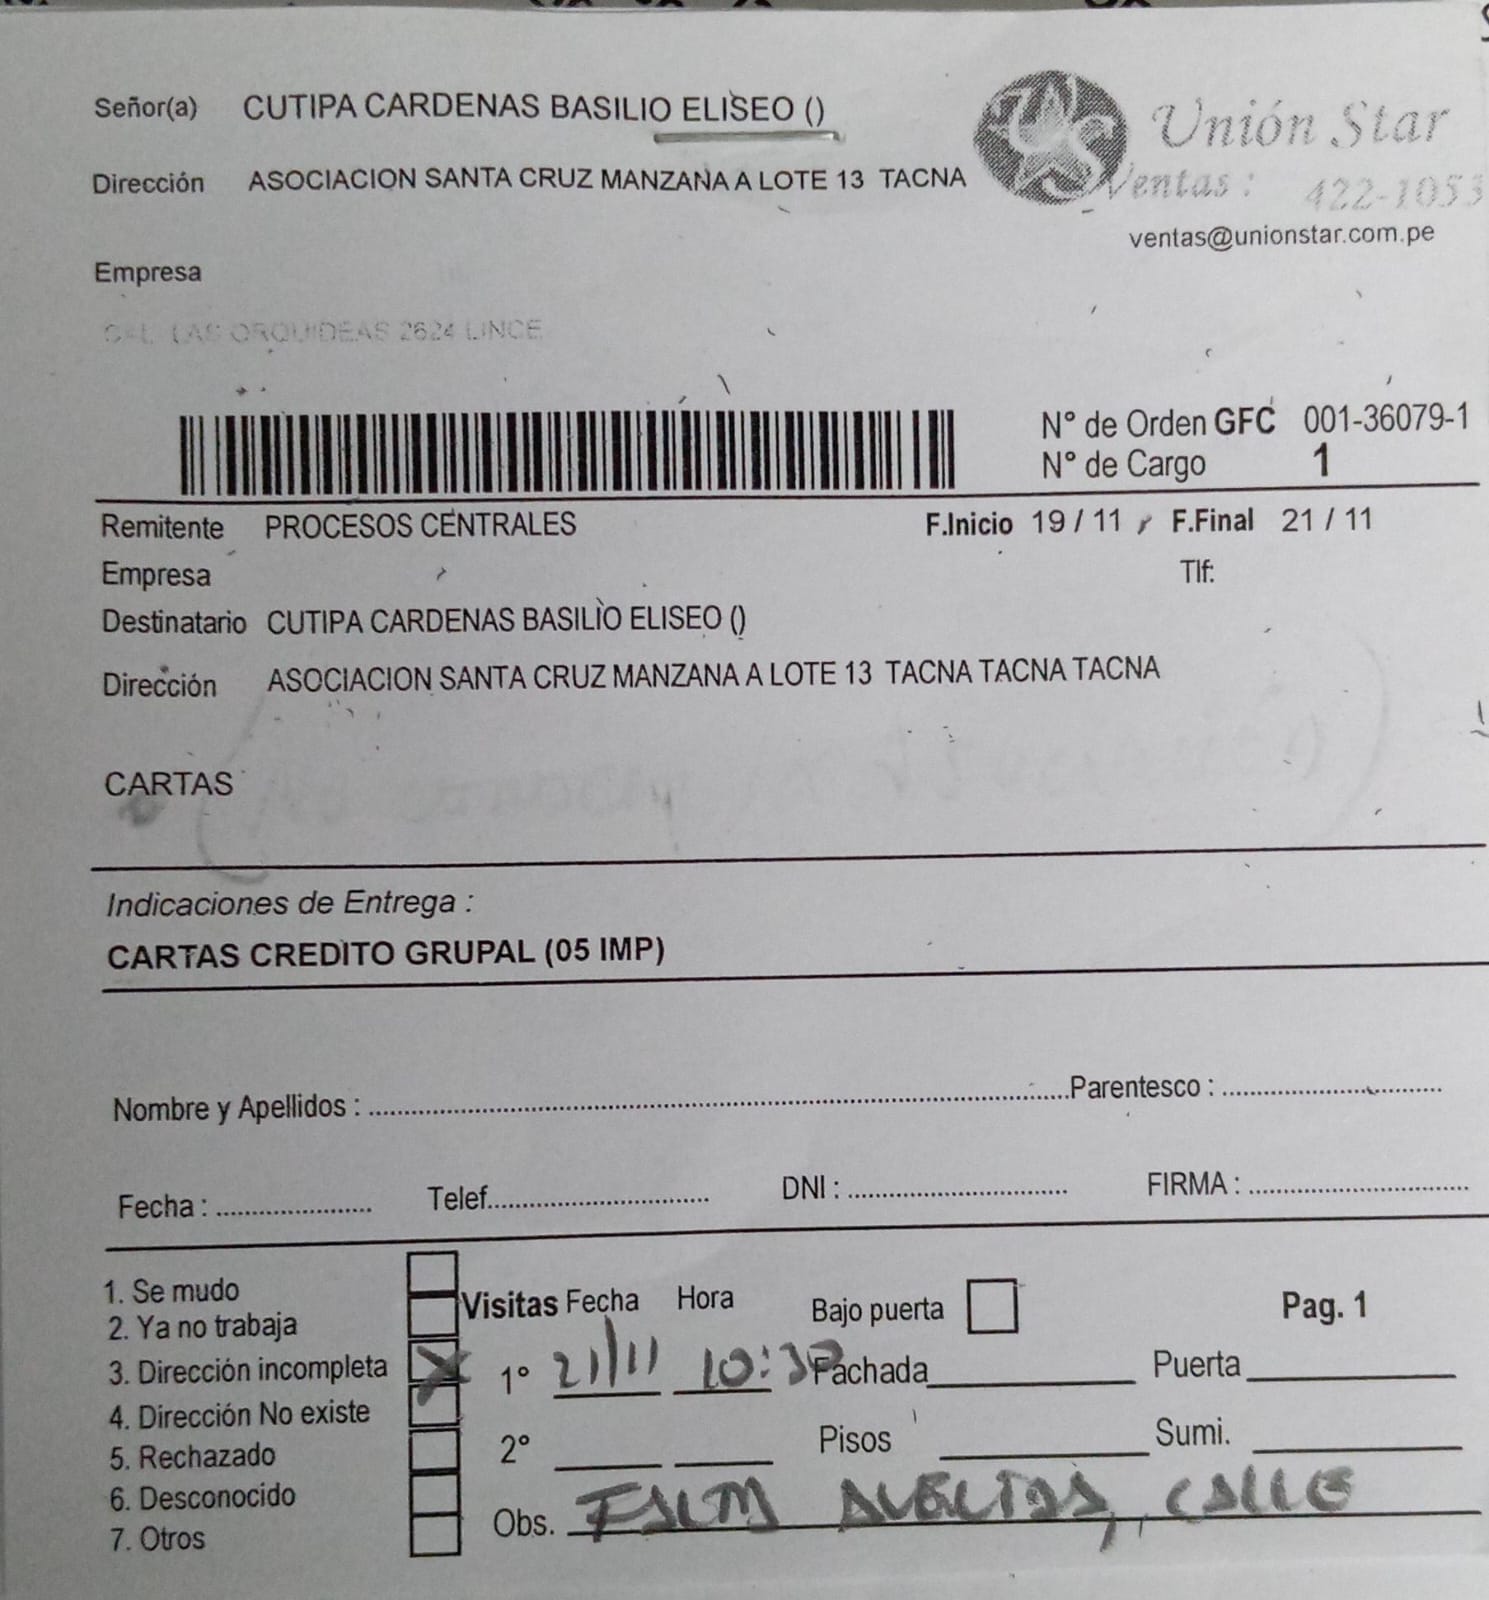 Señor(a) CUTIPA CARDENAS BASILIO ELISEO ()
Unión Star
Dirección ASOCIACION SANTA CRUZ MANZANA A LOTE 13 TACNA
Ventas : 422-1053
ventas@unionstar.com.pe
Empresa
CAL LAS ORQUIDEAS 2624 LINCE
N° de Orden GFC 001-36079-1
N° de Cargo 1
Remitente PROCESOS CENTRALES F.Inicio 19 / 11 F.Final 21 / 11
Empresa Tlf:
Destinatario CUTIPA CARDENAS BASILIO ELISEO ()
Dirección ASOCIACION SANTA CRUZ MANZANA A LOTE 13 TACNA TACNA TACNA
CARTAS
Indicaciones de Entrega :
CARTAS CREDITO GRUPAL (05 IMP)
Nombre y Apellidos : Parentesco :
Fecha : Telef. DNI : FIRMA :
1. Se mudo
2. Ya no trabaja
3. Dirección incompleta X
4. Dirección No existe
5. Rechazado
6. Desconocido
7. Otros
Visitas Fecha Hora Bajo puerta Pag. 1
1° 21/11 10:30 Fachada Puerta
2° Pisos Sumi.
Obs. FALTA AVENIDA, CALLE